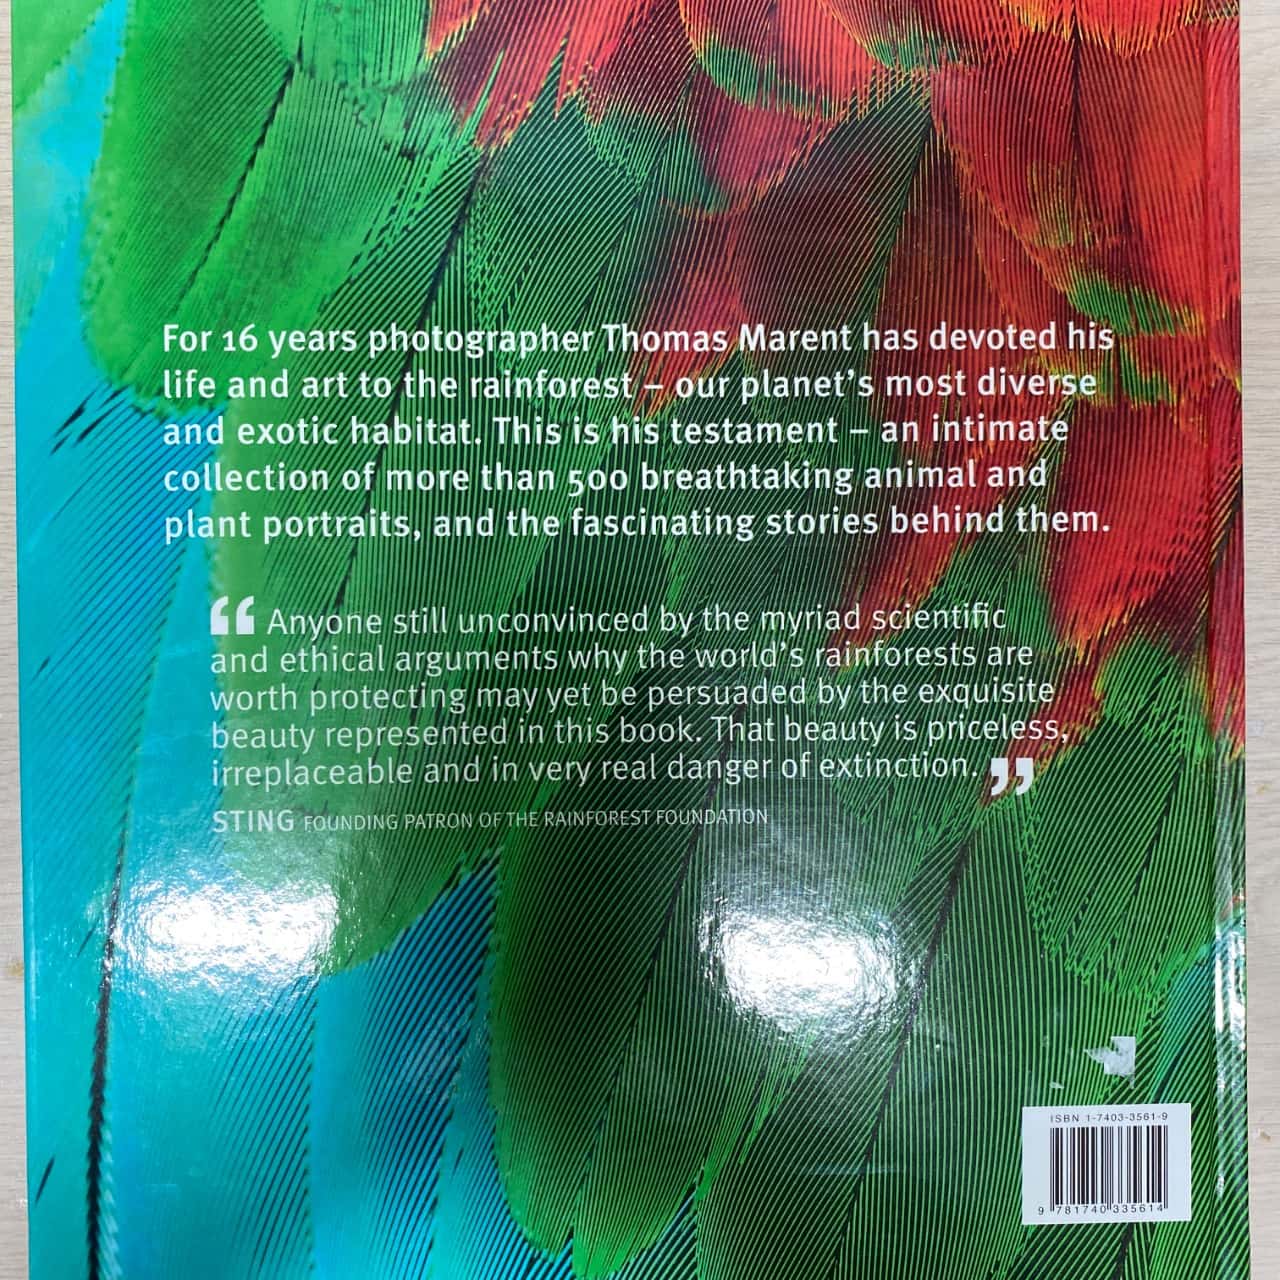 For 16 years photographer Thomas Marent has devoted his
life and art to the rainforest – our planet's most diverse
and exotic habitat. This is his testament – an intimate
collection of more than 500 breathtaking animal and
plant portraits, and the fascinating stories behind them.
“ Anyone still unconvinced by the myriad scientific
and ethical arguments why the world's rainforests are
worth protecting may yet be persuaded by the exquisite
beauty represented in this book. That beauty is priceless,
irreplaceable and in very real danger of extinction. ”
STING FOUNDING PATRON OF THE RAINFOREST FOUNDATION
ISBN 1-7403-3561-9
9 781740 335614